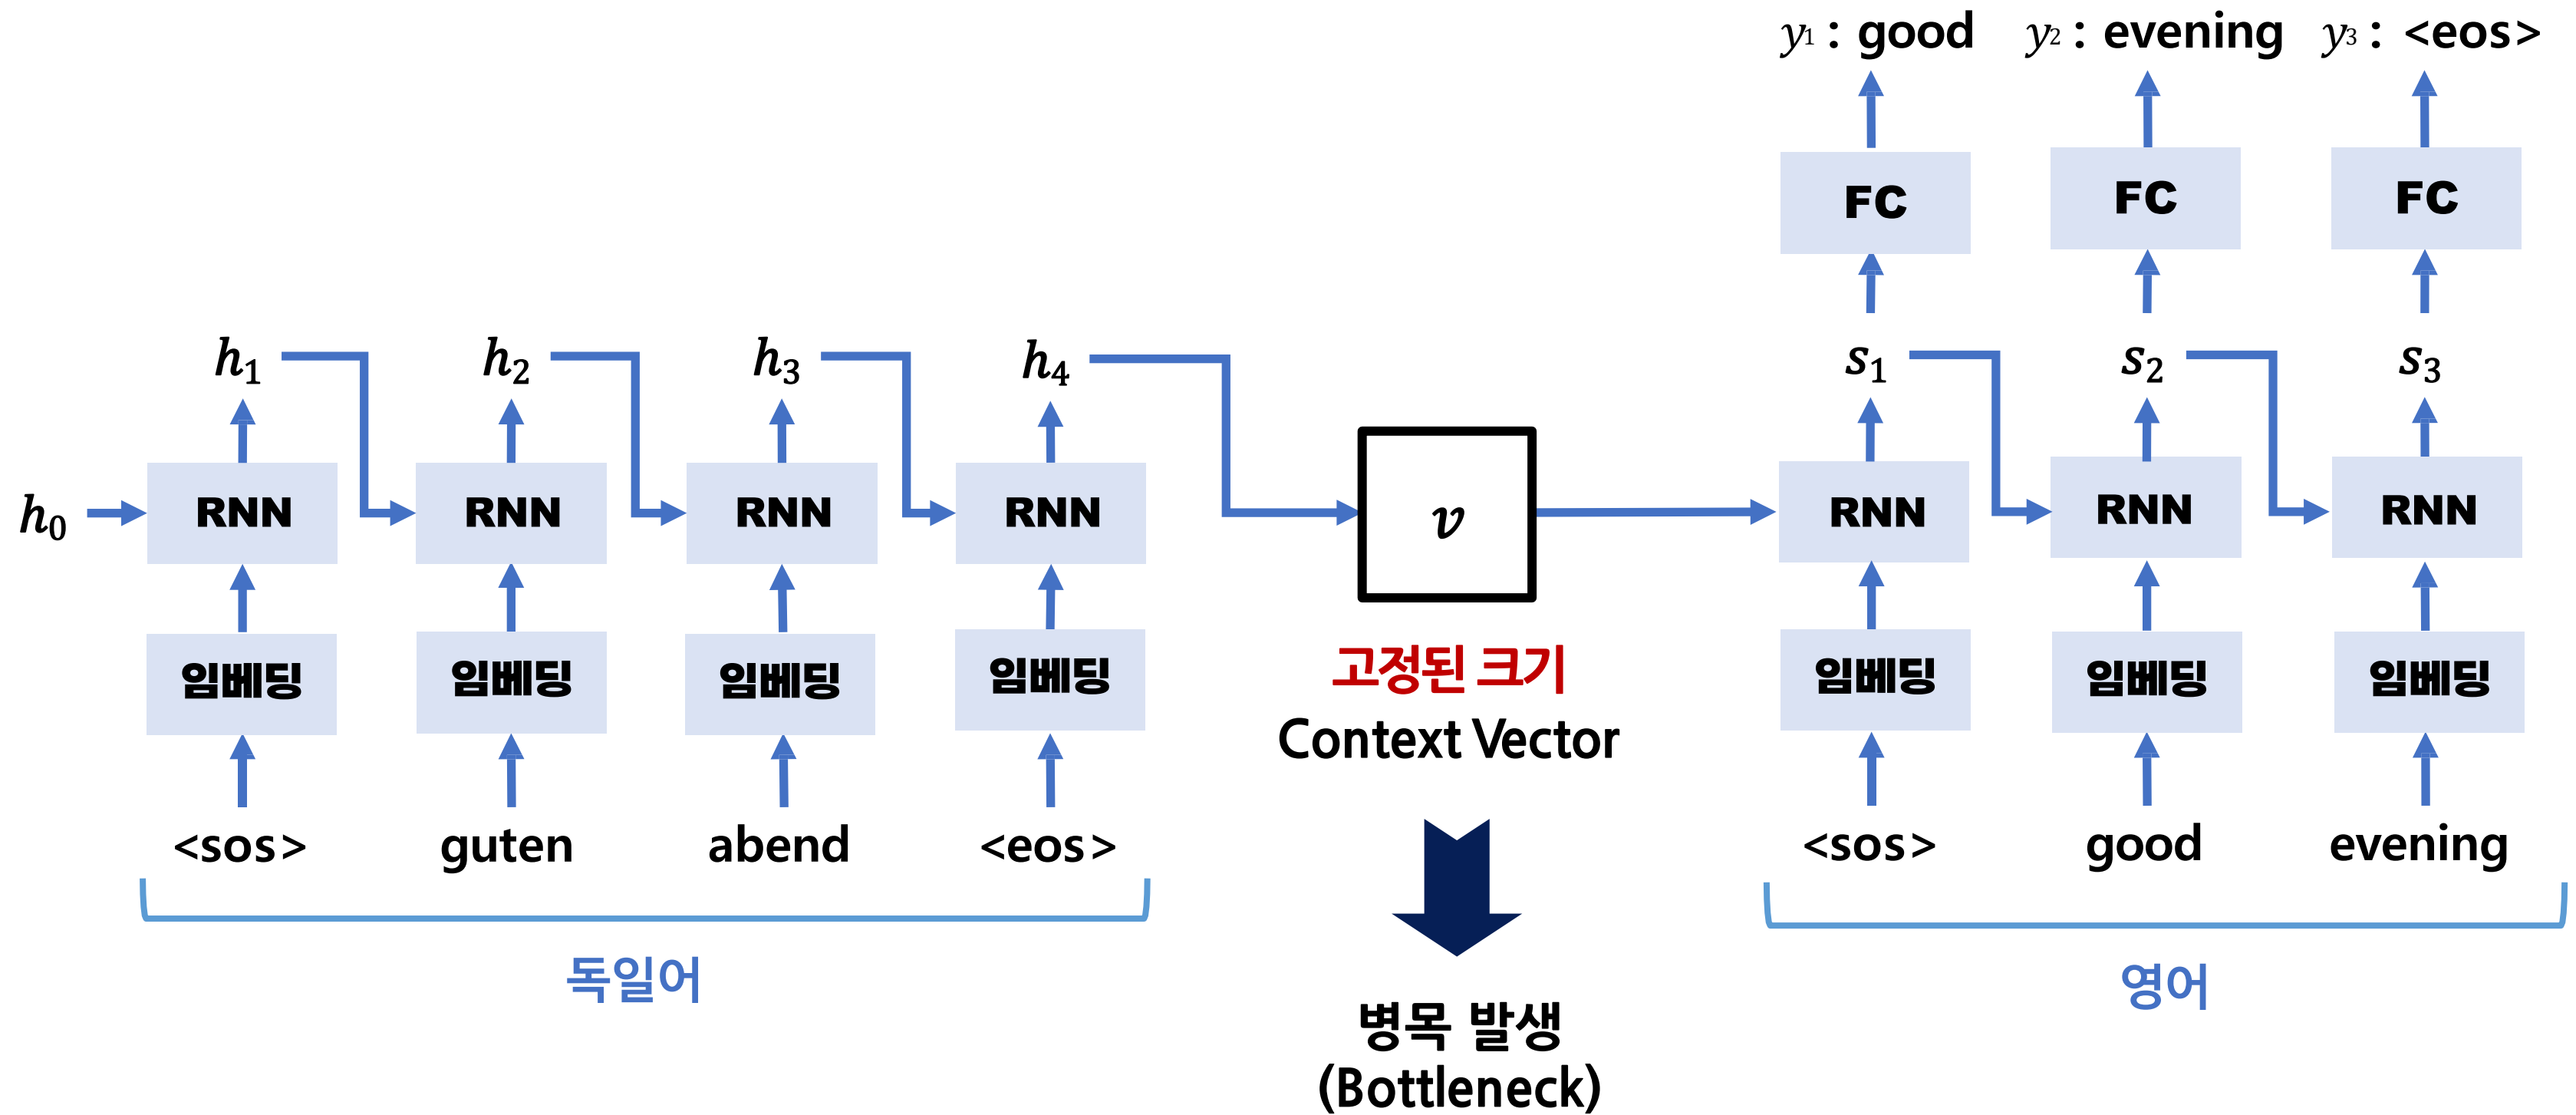 y₁ : good y₂ : evening y₃ : <eos>
FC FC FC
h₁ h₂ h₃ h₄ s₁ s₂ s₃
h₀ RNN RNN RNN RNN v RNN RNN RNN
임베딩 임베딩 임베딩 임베딩 고정된 크기 임베딩 임베딩 임베딩
Context Vector
<sos> guten abend <eos> <sos> good evening
독일어 영어
병목 발생
(Bottleneck)